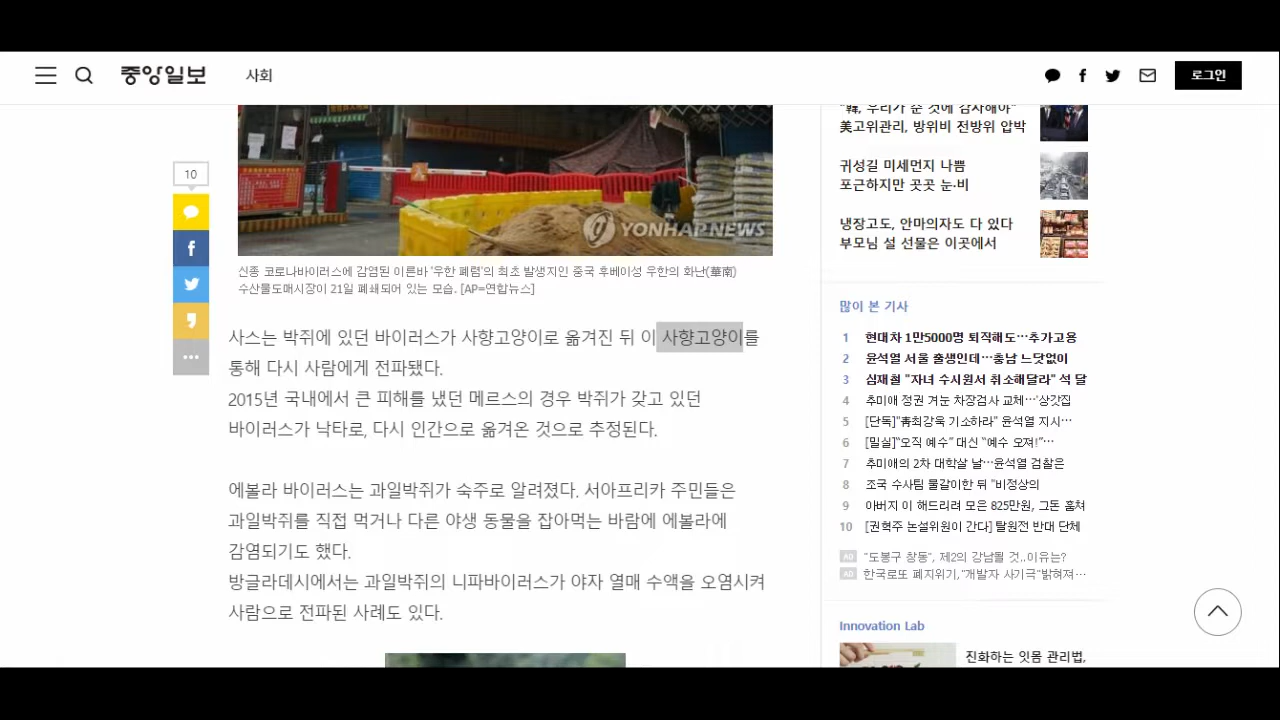 중앙일보
사회
로그인
10
YONHAP NEWS
신종 코로나바이러스에 감염된 이른바 '우한 폐렴'의 최초 발생지인 중국 후베이성 우한의 화난(華南)
수산물도매시장이 21일 폐쇄되어 있는 모습. [AP=연합뉴스]
사스는 박쥐에 있던 바이러스가 사향고양이로 옮겨진 뒤 이 사향고양이를
통해 다시 사람에게 전파됐다.
2015년 국내에서 큰 피해를 냈던 메르스의 경우 박쥐가 갖고 있던
바이러스가 낙타로, 다시 인간으로 옮겨온 것으로 추정된다.
에볼라 바이러스는 과일박쥐가 숙주로 알려졌다. 서아프리카 주민들은
과일박쥐를 직접 먹거나 다른 야생 동물을 잡아먹는 바람에 에볼라에
감염되기도 했다.
방글라데시에서는 과일박쥐의 니파바이러스가 야자 열매 수액을 오염시켜
사람으로 전파된 사례도 있다.
"韓, 우리가 준 것에 감사해야"
美고위관리, 방위비 전방위 압박
귀성길 미세먼지 나쁨
포근하지만 곳곳 눈·비
냉장고도, 안마의자도 다 있다
부모님 설 선물은 이곳에서
많이 본 기사
1 현대차 1만5000명 퇴직해도…추가고용
2 윤석열 서울 출생인데…충남 느닷없이
3 심재철 "자녀 수시원서 취소해달라" 석 달
4 추미애 정권 겨눈 차장검사 교체…'상갓집
5 [단독]"靑최강욱 기소하라" 윤석열 지시…
6 [밀실]"오직 예수" 대신 "예수 오져!"…
7 추미애의 2차 대학살 날…윤석열 검찰은
8 조국 수사팀 물갈이한 뒤 "비정상의
9 아버지 이 해드리려 모은 825만원, 그돈 훔쳐
10 [권혁주 논설위원이 간다] 탈원전 반대 단체
AD "도봉구 창동", 제2의 강남될 것..이유는?
AD 한국로또 폐지위기,"개발자 사기극"밝혀져…
Innovation Lab
진화하는 잇몸 관리법,